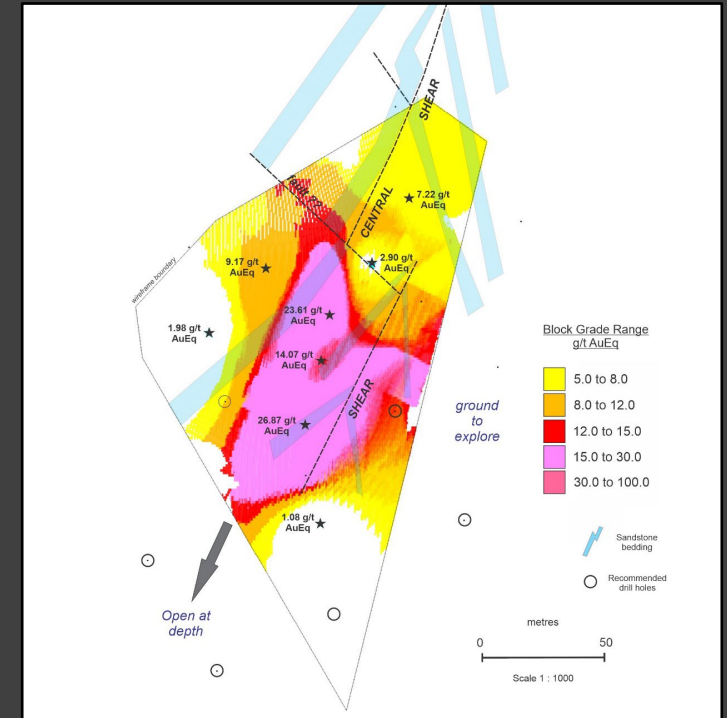 SHEAR
CENTRAL
fault ??
7.22 g/t
AuEq
2.90 g/t
AuEq
9.17 g/t
AuEq
wireframe boundary
23.61 g/t
AuEq
1.98 g/t
AuEq
14.07 g/t
AuEq
SHEAR
26.87 g/t
AuEq
1.08 g/t
AuEq
ground
to
explore
Open at
depth
Block Grade Range
g/t AuEq
5.0 to 8.0
8.0 to 12.0
12.0 to 15.0
15.0 to 30.0
30.0 to 100.0
Sandstone
bedding
Recommended
drill holes
metres
0 50
Scale 1 : 1000